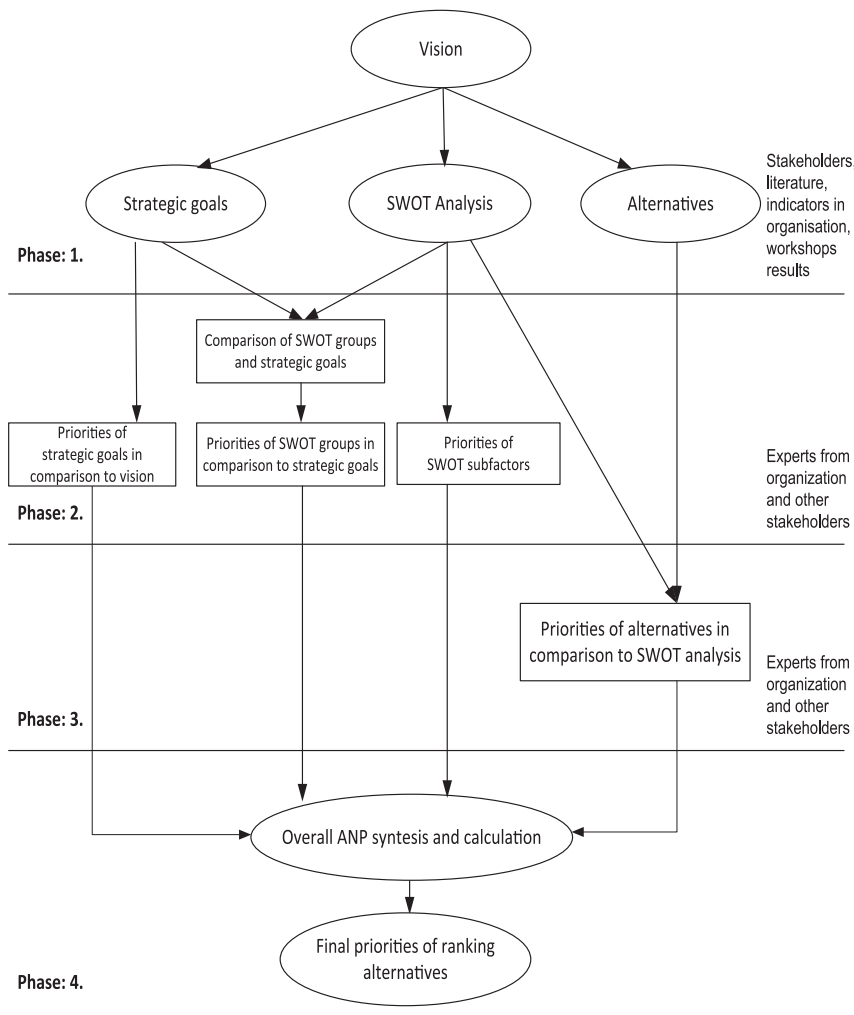 Vision
Strategic goals
SWOT Analysis
Alternatives
Stakeholders,
literature,
indicators in
organisation,
workshops
results
Phase: 1.
Comparison of SWOT groups
and strategic goals
Priorities of
strategic goals in
comparison to vision
Priorities of SWOT groups in
comparison to strategic goals
Priorities of
SWOT subfactors
Experts from
organization
and other
stakeholders
Phase: 2.
Priorities of alternatives in
comparison to SWOT analysis
Experts from
organization
and other
stakeholders
Phase: 3.
Overall ANP syntesis and calculation
Final priorities of ranking
alternatives
Phase: 4.